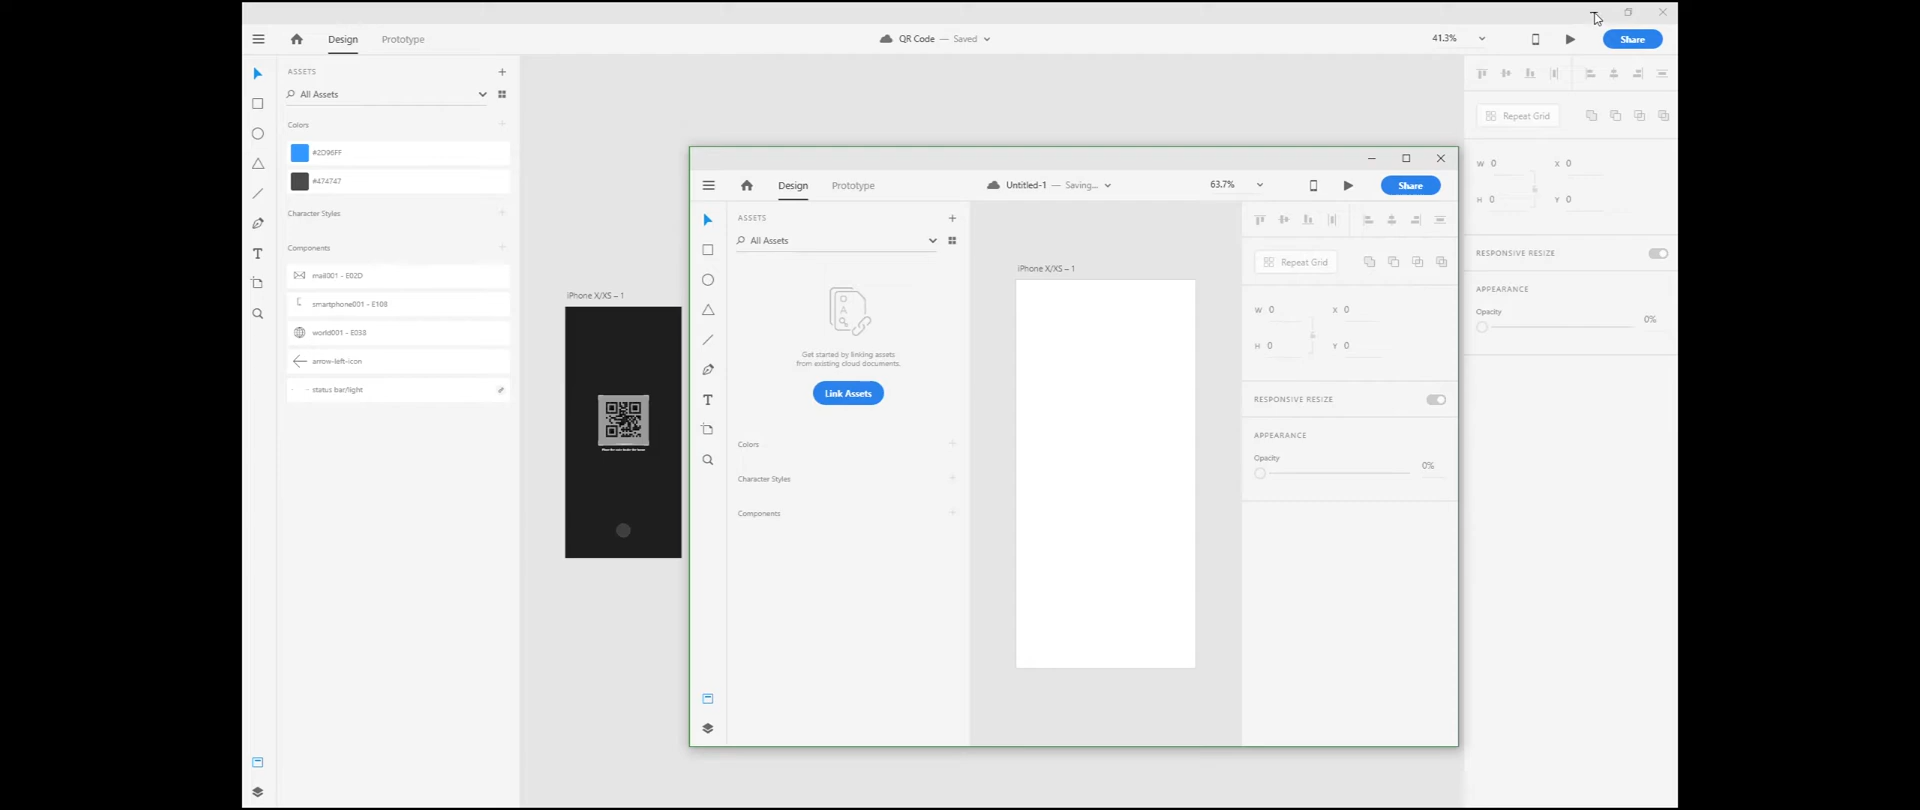 Design Prototype QR Code — Saved 41.3% Share
ASSETS
All Assets
Colors
#2D96FF
#474747
Character Styles
Components
mail001 - E02D
smartphone001 - E108
world001 - E038
arrow-left-icon
status bar/light
iPhone X/XS – 1
Design Prototype Untitled-1 — Saving... 63.7% Share
ASSETS
All Assets
Get started by linking assets
from existing cloud documents.
Link Assets
Colors
Character Styles
Components
iPhone X/XS – 1
Repeat Grid
W 0 X 0
H 0 Y 0
RESPONSIVE RESIZE
APPEARANCE
Opacity
0%
Repeat Grid
W 0 X 0
H 0 Y 0
RESPONSIVE RESIZE
APPEARANCE
Opacity
0%